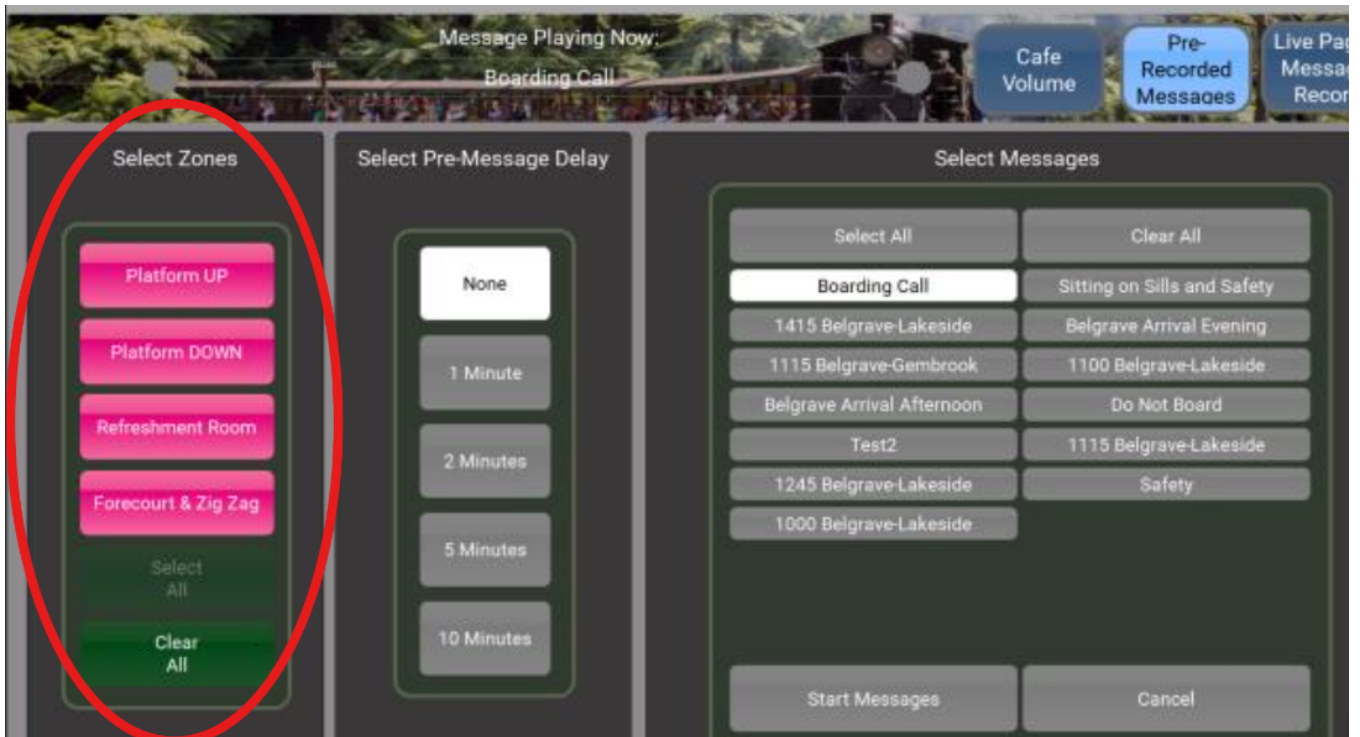 Message Playing Now:
Boarding Call
Cafe
Volume
Pre-
Recorded
Messages
Live
Select Zones
Platform UP
Platform DOWN
Refreshment Room
Forecourt & Zig Zag
Select
All
Clear
All
Select Pre-Message Delay
None
1 Minute
2 Minutes
5 Minutes
10 Minutes
Select Messages
Select All
Clear All
Boarding Call
Sitting on Sills and Safety
1415 Belgrave-Lakeside
Belgrave Arrival Evening
1115 Belgrave-Gembrook
1100 Belgrave-Lakeside
Belgrave Arrival Afternoon
Do Not Board
Test2
1115 Belgrave-Lakeside
1245 Belgrave-Lakeside
Safety
1000 Belgrave-Lakeside
Start Messages
Cancel